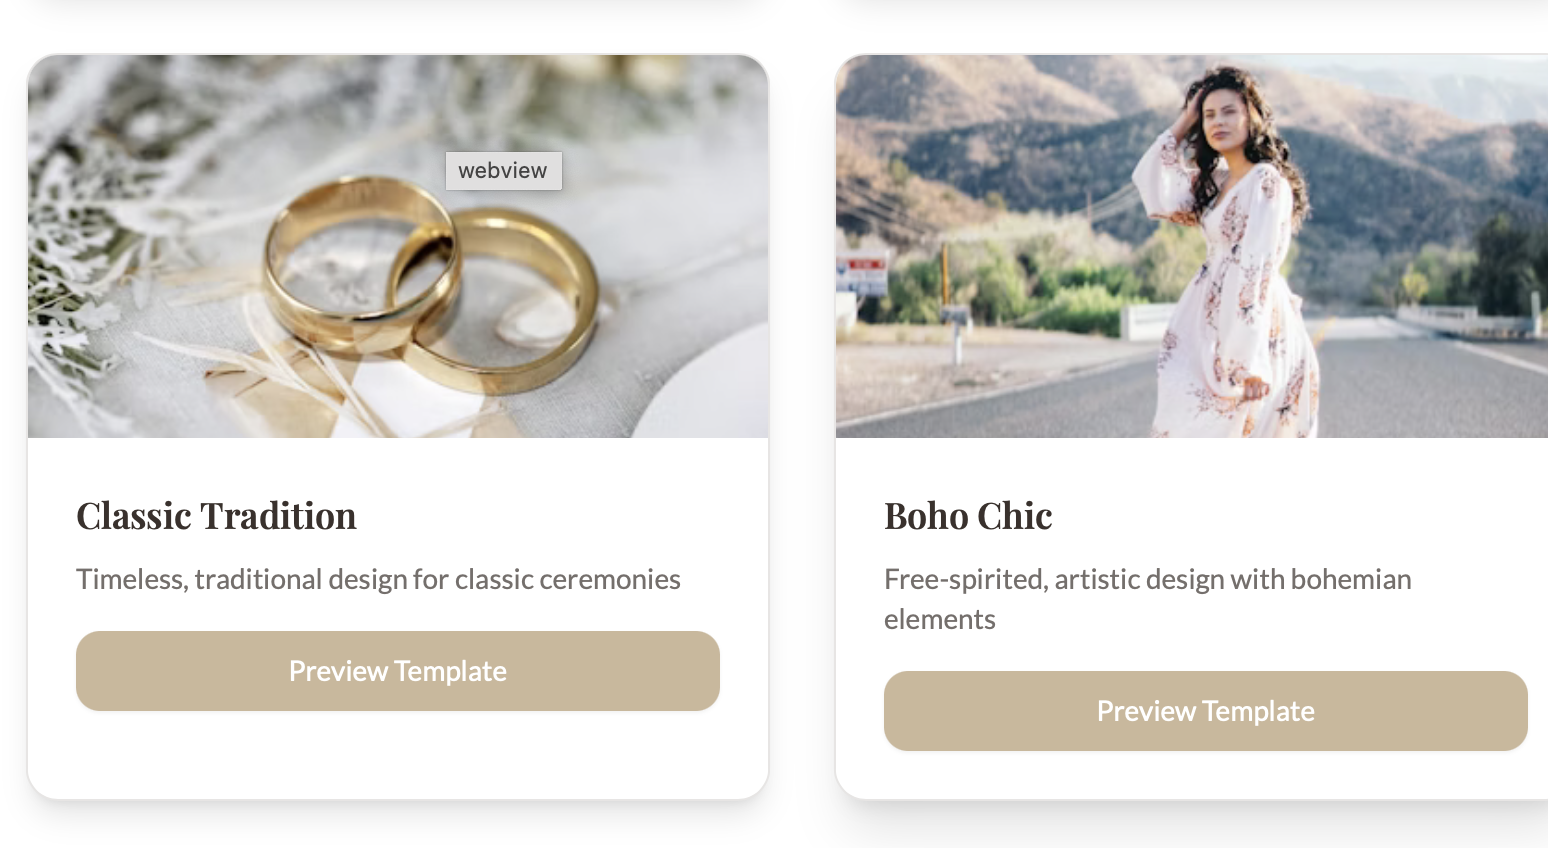 webview
Classic Tradition
Timeless, traditional design for classic ceremonies
Preview Template
Boho Chic
Free-spirited, artistic design with bohemian
elements
Preview Template